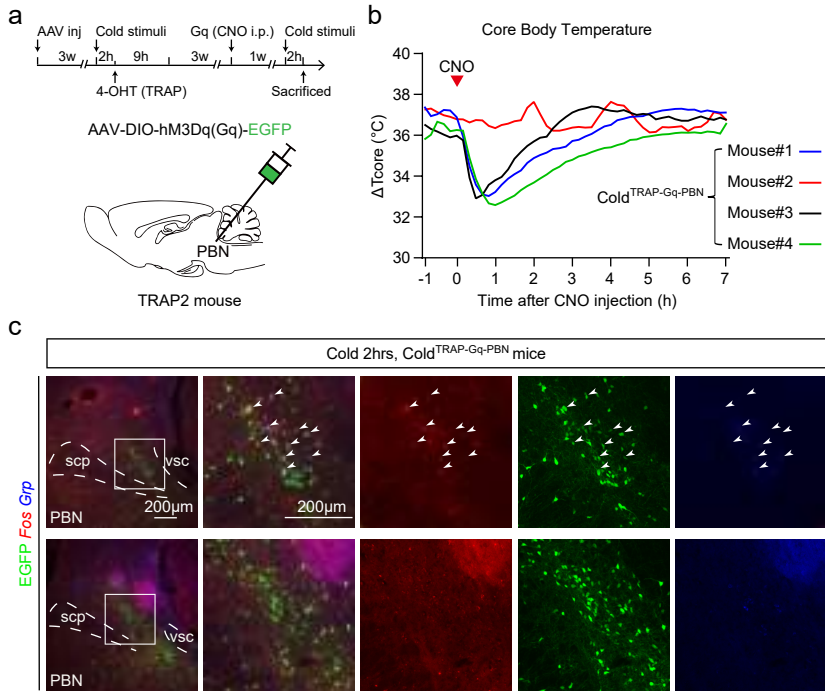 a
AAV inj
Cold stimuli
Gq (CNO i.p.)
Cold stimuli
3w
2h
9h
3w
1w
2h
4-OHT (TRAP)
Sacrificed
AAV-DIO-hM3Dq(Gq)-EGFP
PBN
TRAP2 mouse
b
Core Body Temperature
CNO
ΔTcore (°C)
40
38
36
34
32
30
-1
0
1
2
3
4
5
6
7
Time after CNO injection (h)
Cold^TRAP-Gq-PBN
Mouse#1
Mouse#2
Mouse#3
Mouse#4
c
Cold 2hrs, Cold^TRAP-Gq-PBN mice
EGFP Fos Grp
scp
vsc
200µm
PBN
200µm
scp
vsc
PBN